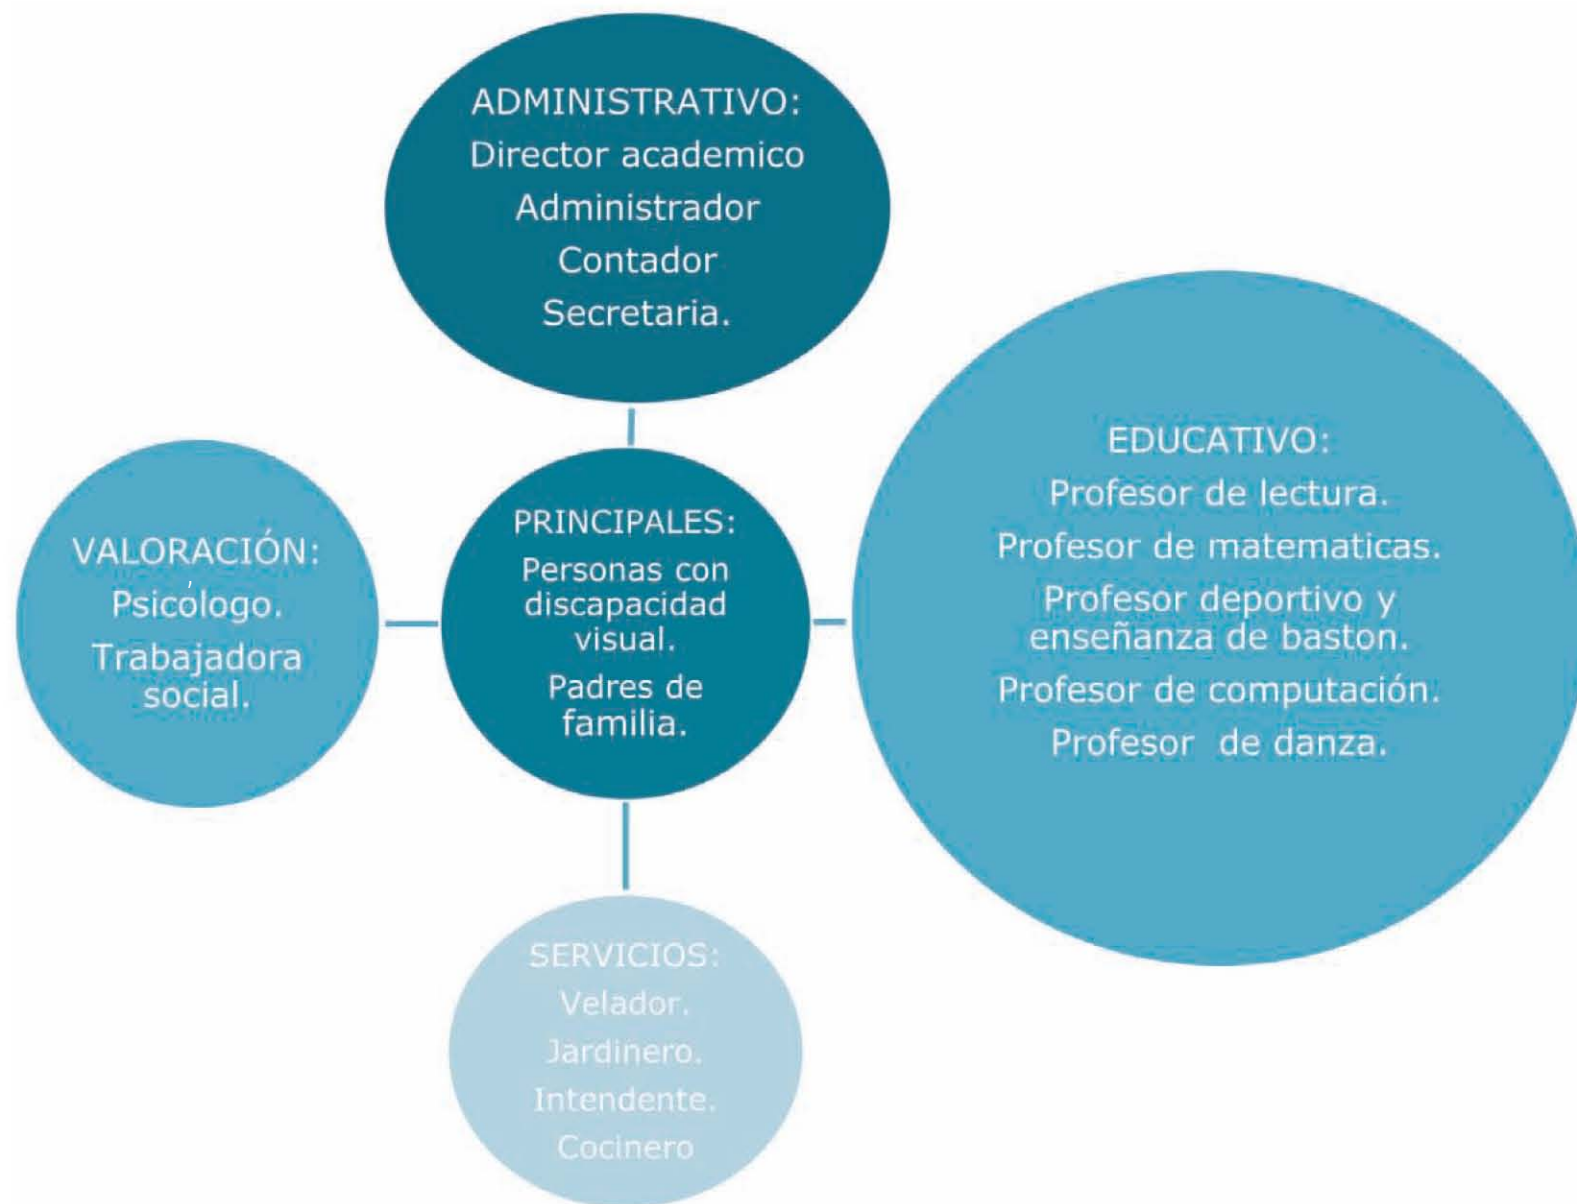 ADMINISTRATIVO:
Director academico
Administrador
Contador
Secretaria.
VALORACIÓN:
Psicólogo.
Trabajadora
social.
PRINCIPALES:
Personas con
discapacidad
visual.
Padres de
familia.
EDUCATIVO:
Profesor de lectura.
Profesor de matematicas.
Profesor deportivo y
enseñanza de baston.
Profesor de computación.
Profesor de danza.
SERVICIOS:
Velador.
Jardinero.
Intendente.
Cocinero